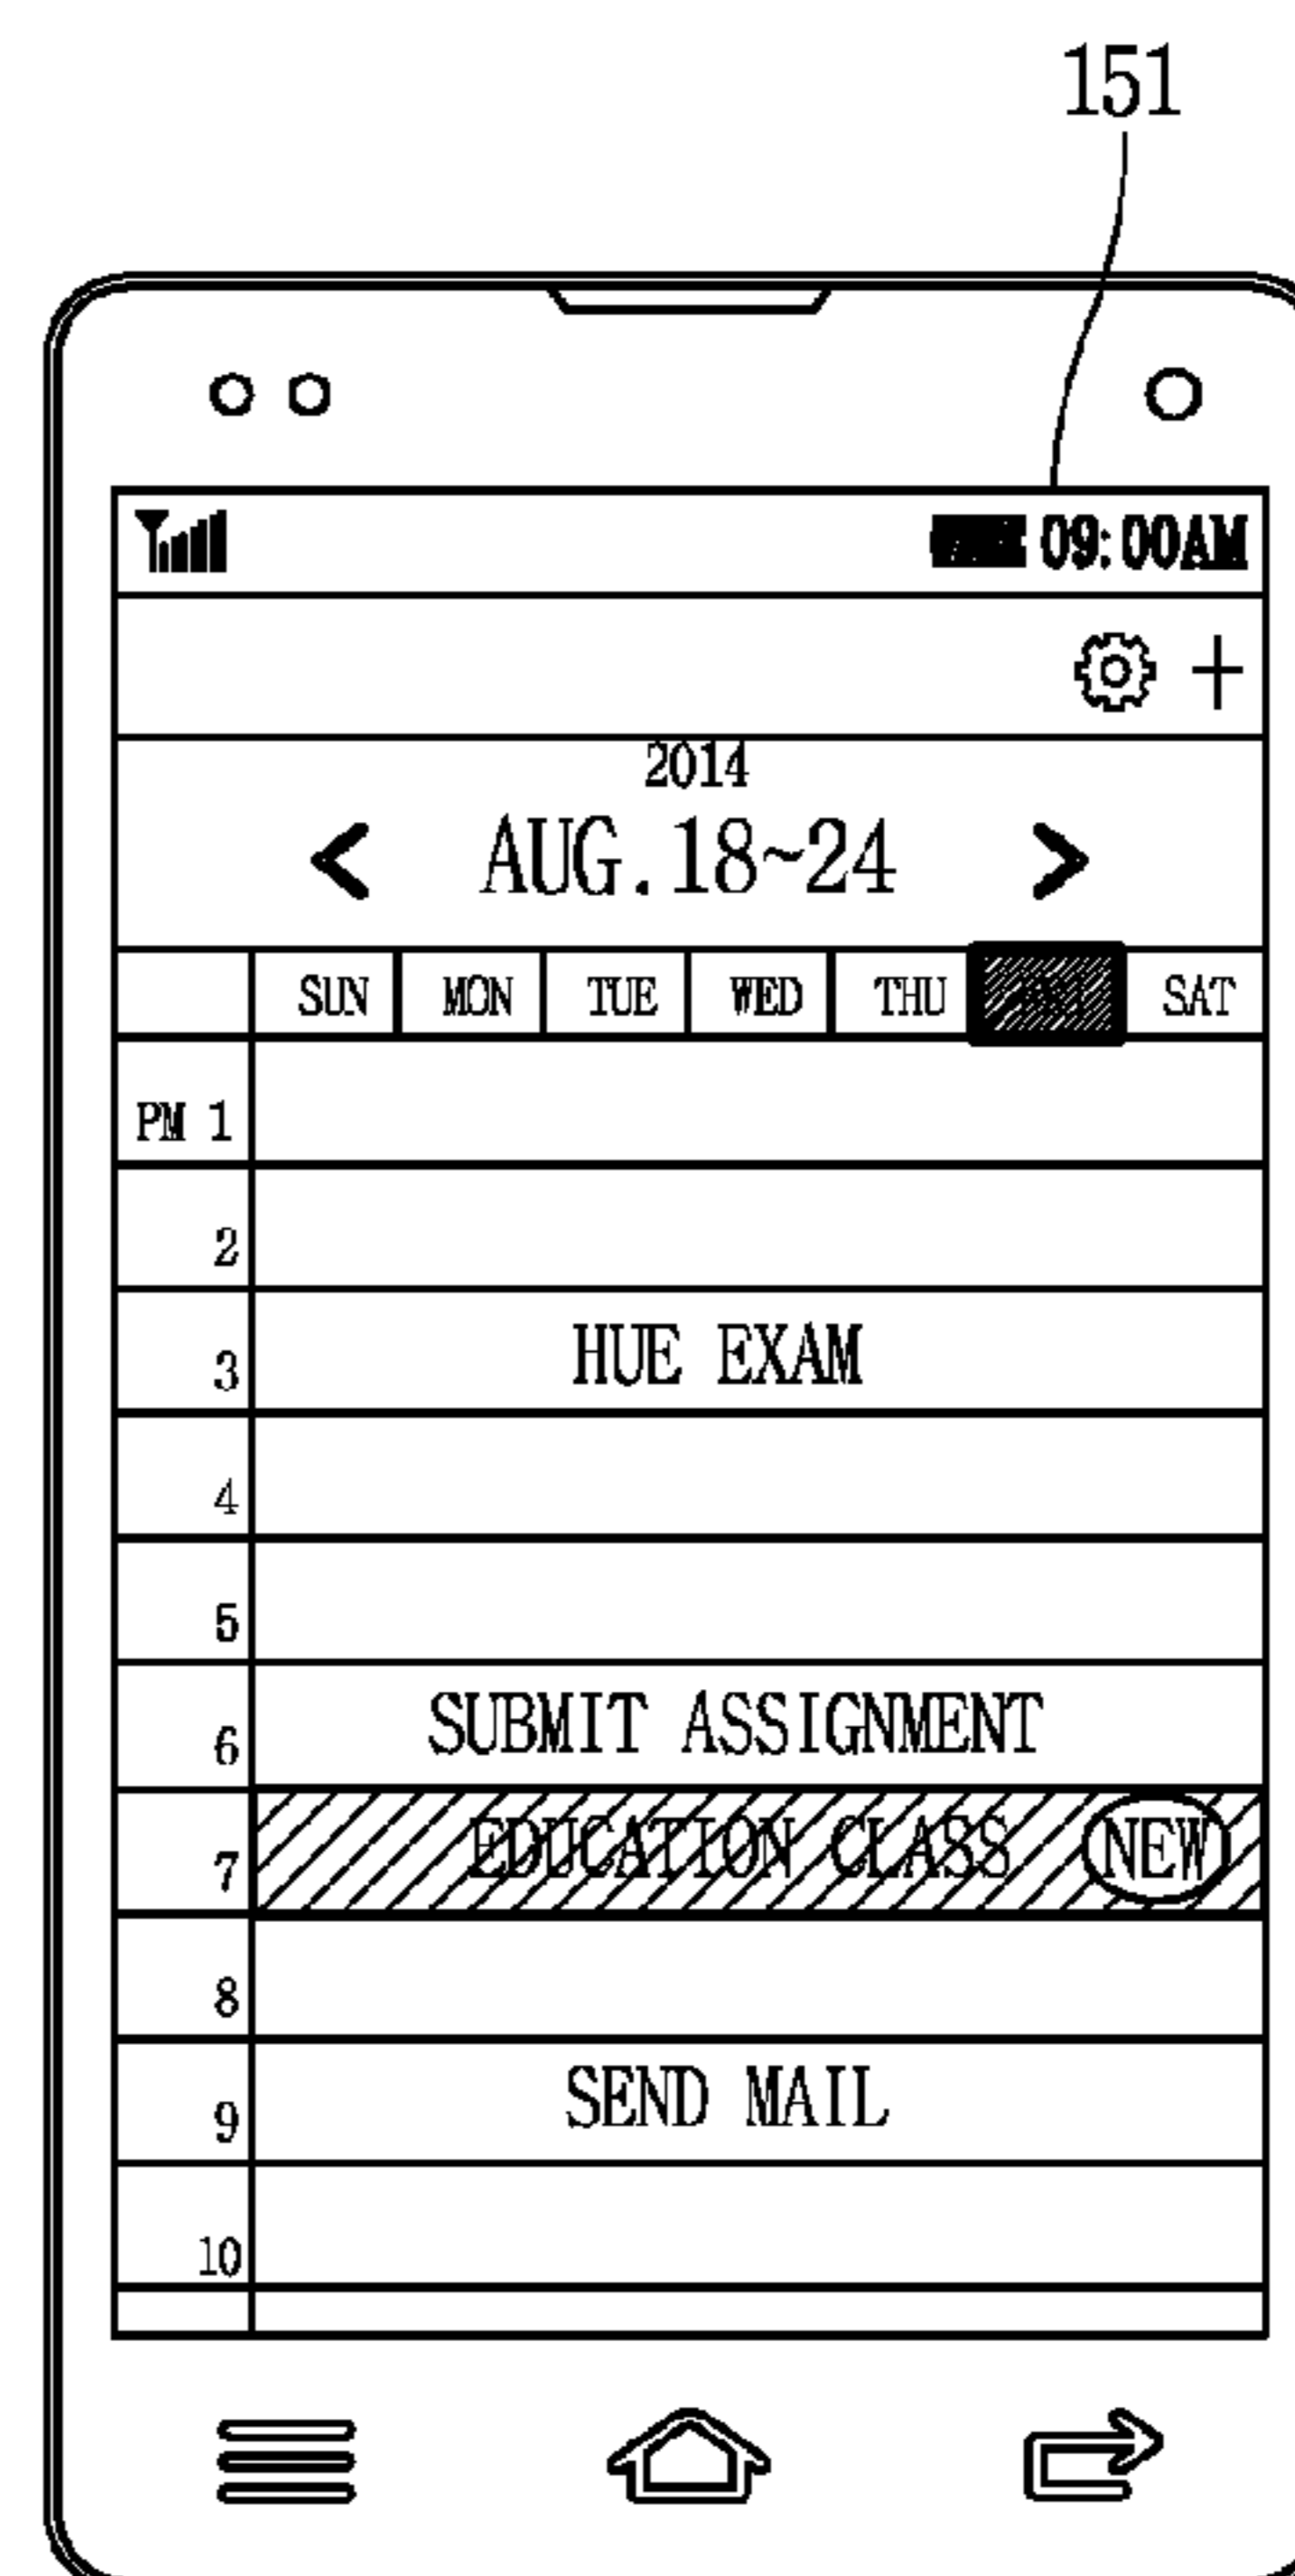 151
09:00AM
2014
AUG.18~24
SUN MON TUE WED THU SAT
PM 1
2
3 HUE EXAM
4
5
6 SUBMIT ASSIGNMENT
7 EDUCATION CLASS NEW
8
9 SEND MAIL
10